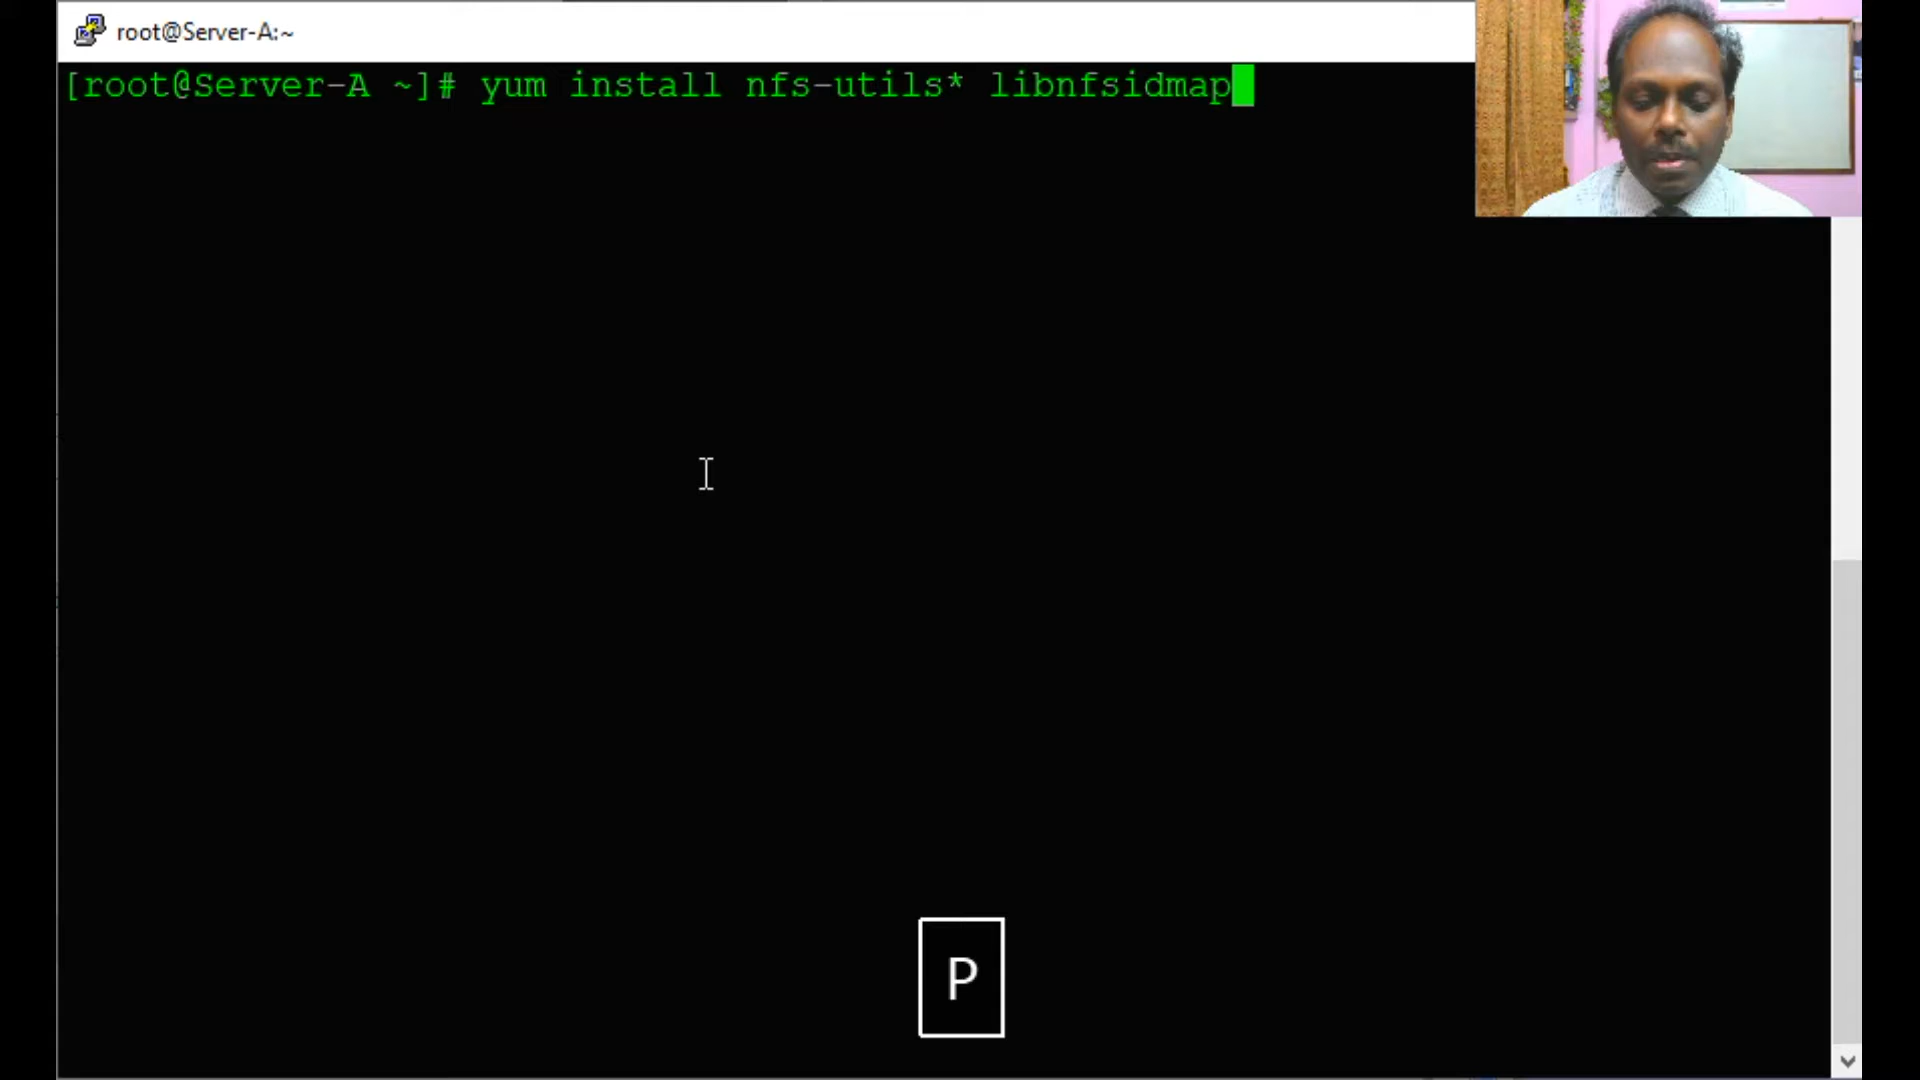 root@Server-A:~
[root@Server-A ~]# yum install nfs-utils* libnfsidmap
P